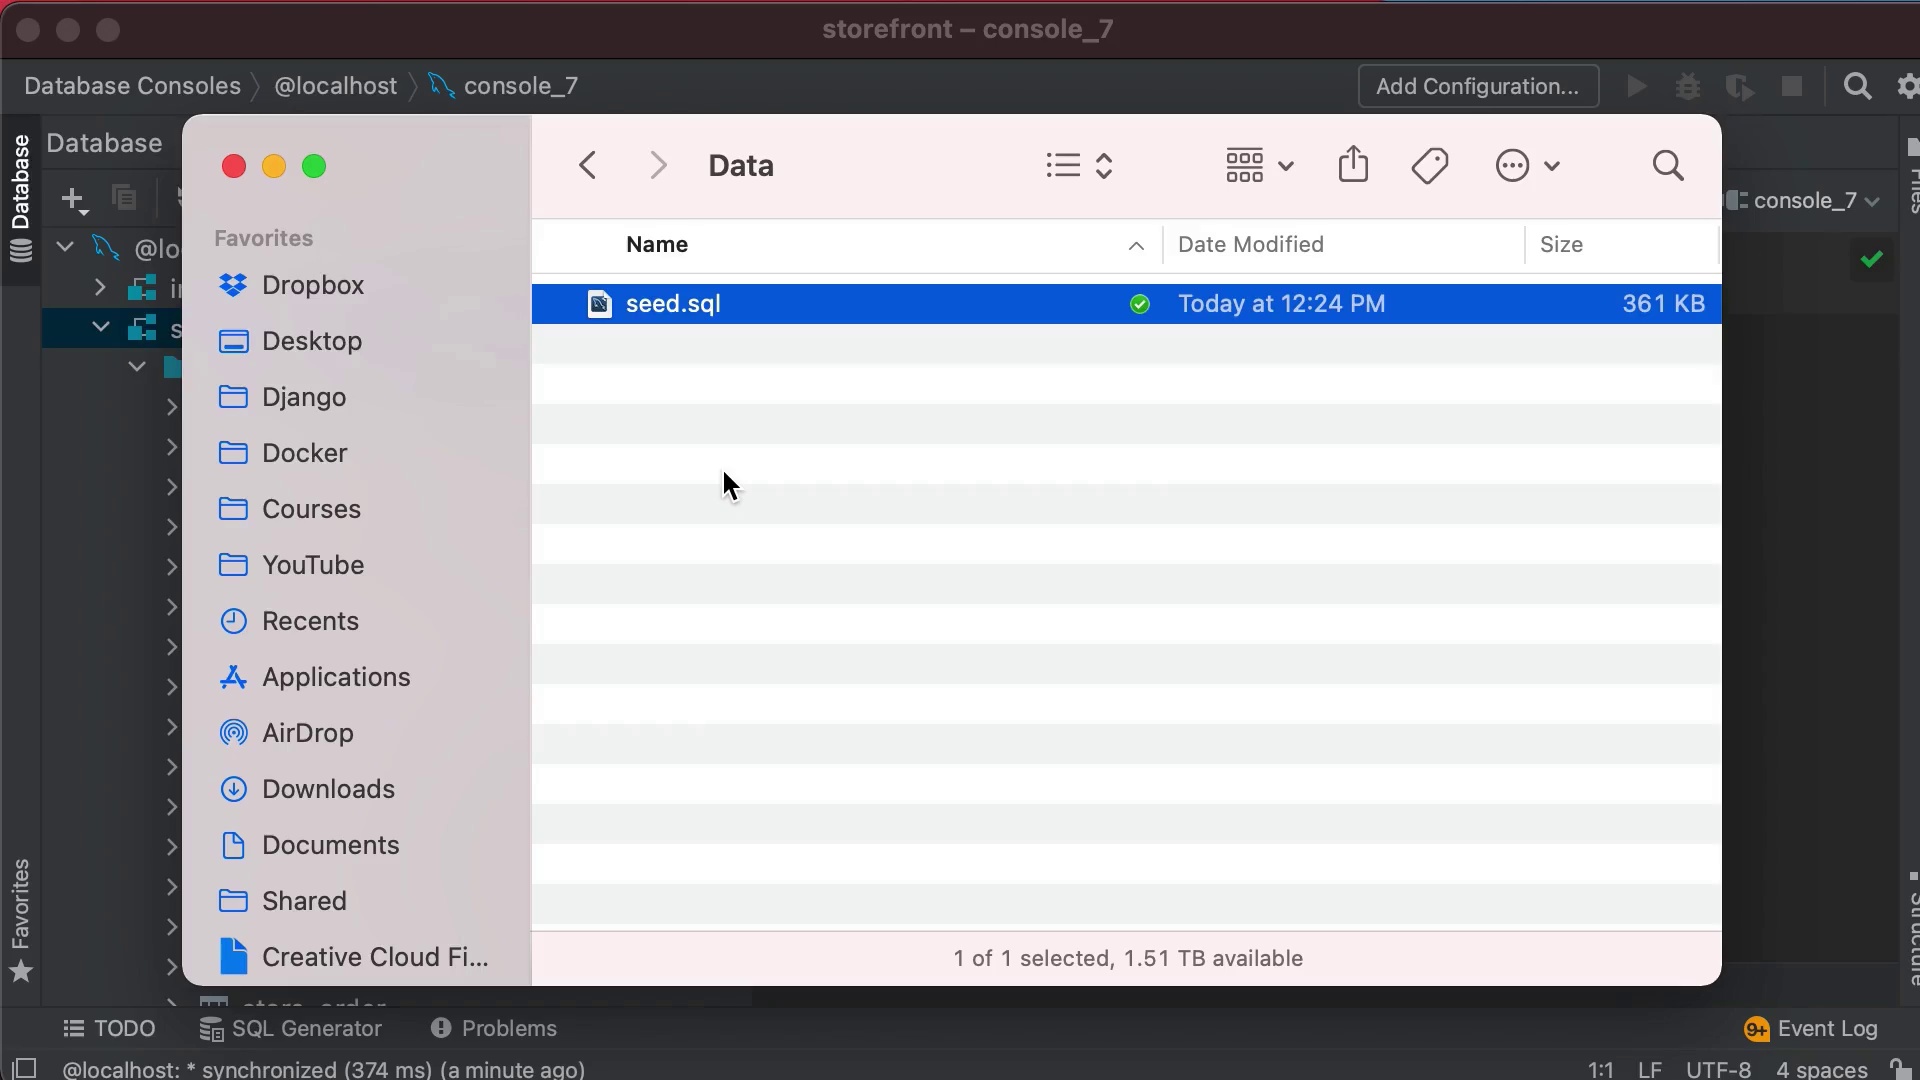 storefront – console_7
Database Consoles @localhost console_7
Add Configuration...
Database
Database
@lo
console_7
Data
Favorites
Dropbox
Desktop
Django
Docker
Courses
YouTube
Recents
Applications
AirDrop
Downloads
Documents
Shared
Creative Cloud Fi...
Name Date Modified Size
seed.sql Today at 12:24 PM 361 KB
1 of 1 selected, 1.51 TB available
Favorites
Files
Structure
TODO SQL Generator Problems
9+ Event Log
@localhost: * synchronized (374 ms) (a minute ago)
1:1 LF UTF-8 4 spaces